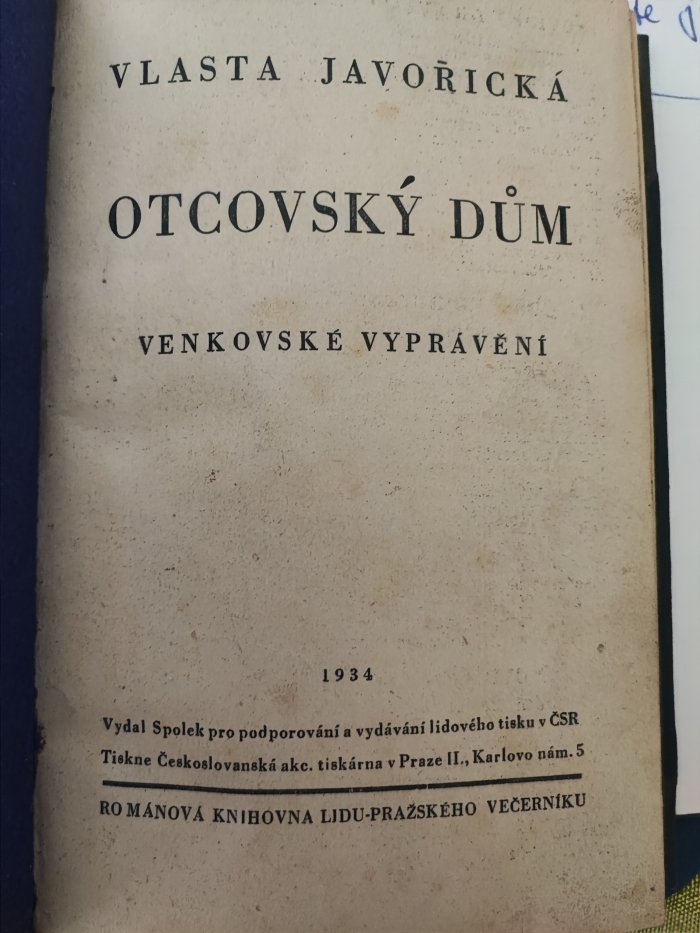 VLASTA JAVOŘICKÁ
OTCOVSKÝ DŮM
VENKOVSKÉ VYPRÁVĚNÍ
1934
Vydal Spolek pro podporování a vydávání lidového tisku v ČSR
Tiskne Československá akc. tiskárna v Praze II., Karlovo nám. 5
ROMÁNOVÁ KNIHOVNA LIDU-PRAŽSKÉHO VEČERNÍKU